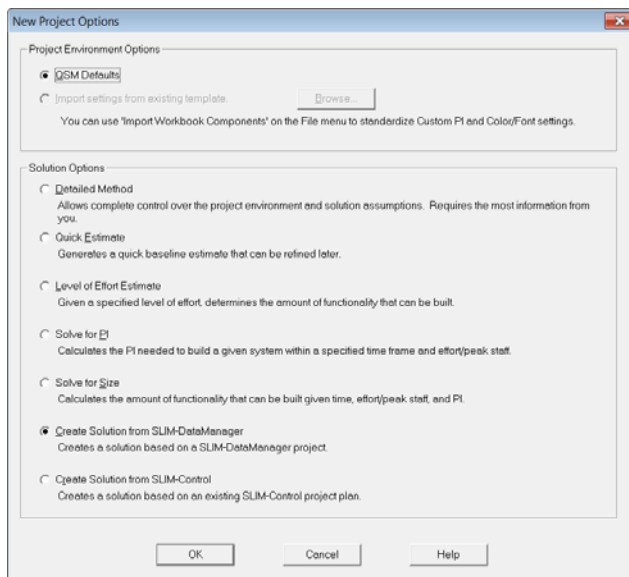 New Project Options
Project Environment Options
QSM Defaults
Import settings from existing template.
Browse...
You can use 'Import Workbook Components' on the File menu to standardize Custom PI and Color/Font settings.
Solution Options
Detailed Method
Allows complete control over the project environment and solution assumptions. Requires the most information from
you.
Quick Estimate
Generates a quick baseline estimate that can be refined later.
Level of Effort Estimate
Given a specified level of effort, determines the amount of functionality that can be built.
Solve for PI
Calculates the PI needed to build a given system within a specified time frame and effort/peak staff.
Solve for Size
Calculates the amount of functionality that can be built given time, effort/peak staff, and PI.
Create Solution from SLIM-DataManager
Creates a solution based on a SLIM-DataManager project.
Create Solution from SLIM-Control
Creates a solution based on an existing SLIM-Control project plan.
OK
Cancel
Help